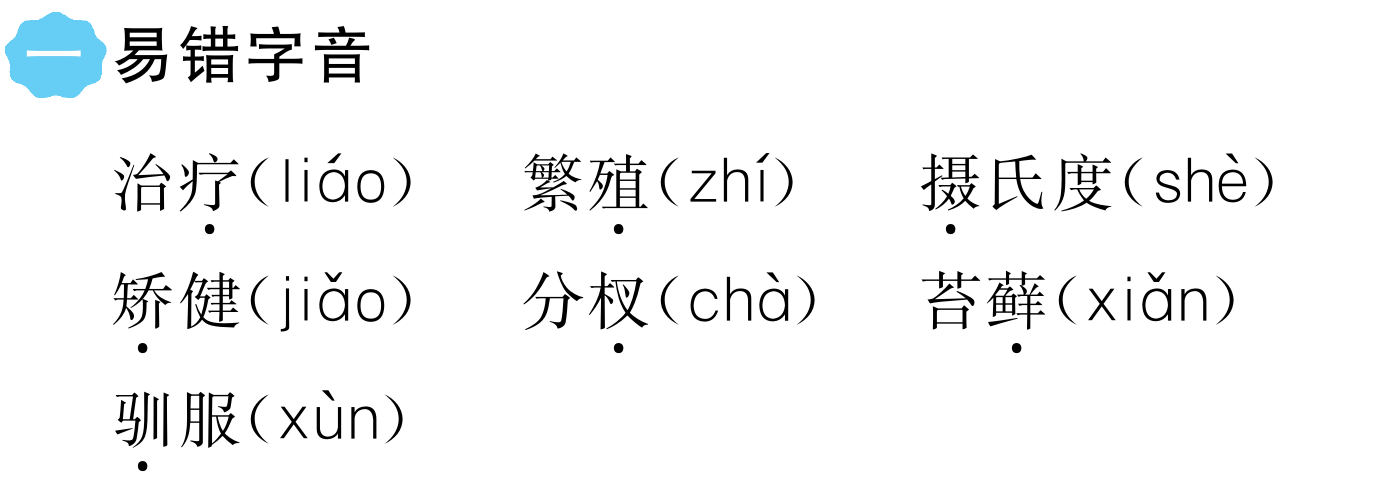 一 易错字音
治疗(liáo) 繁殖(zhí) 摄氏度(shè)
矫健(jiǎo) 分杈(chà) 苔藓(xiǎn)
驯服(xùn)